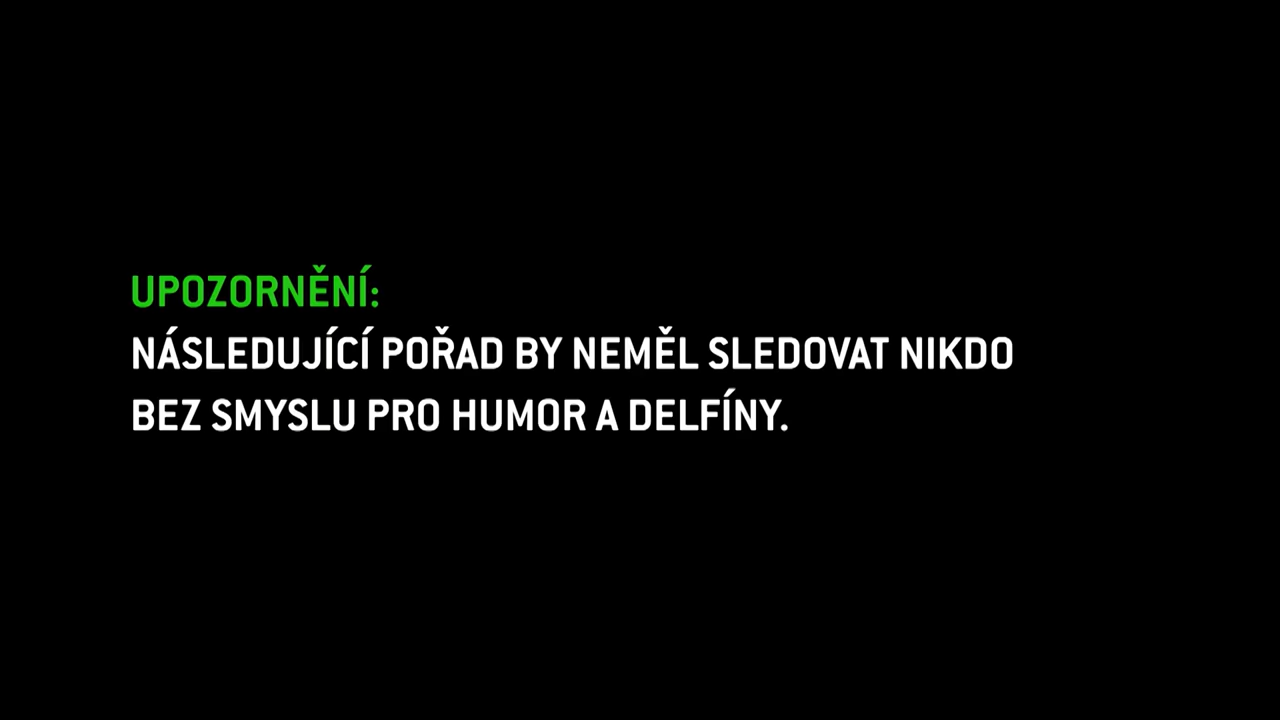 UPOZORNĚNÍ:
NÁSLEDUJÍCÍ POŘAD BY NEMĚL SLEDOVAT NIKDO
BEZ SMYSLU PRO HUMOR A DELFÍNY.